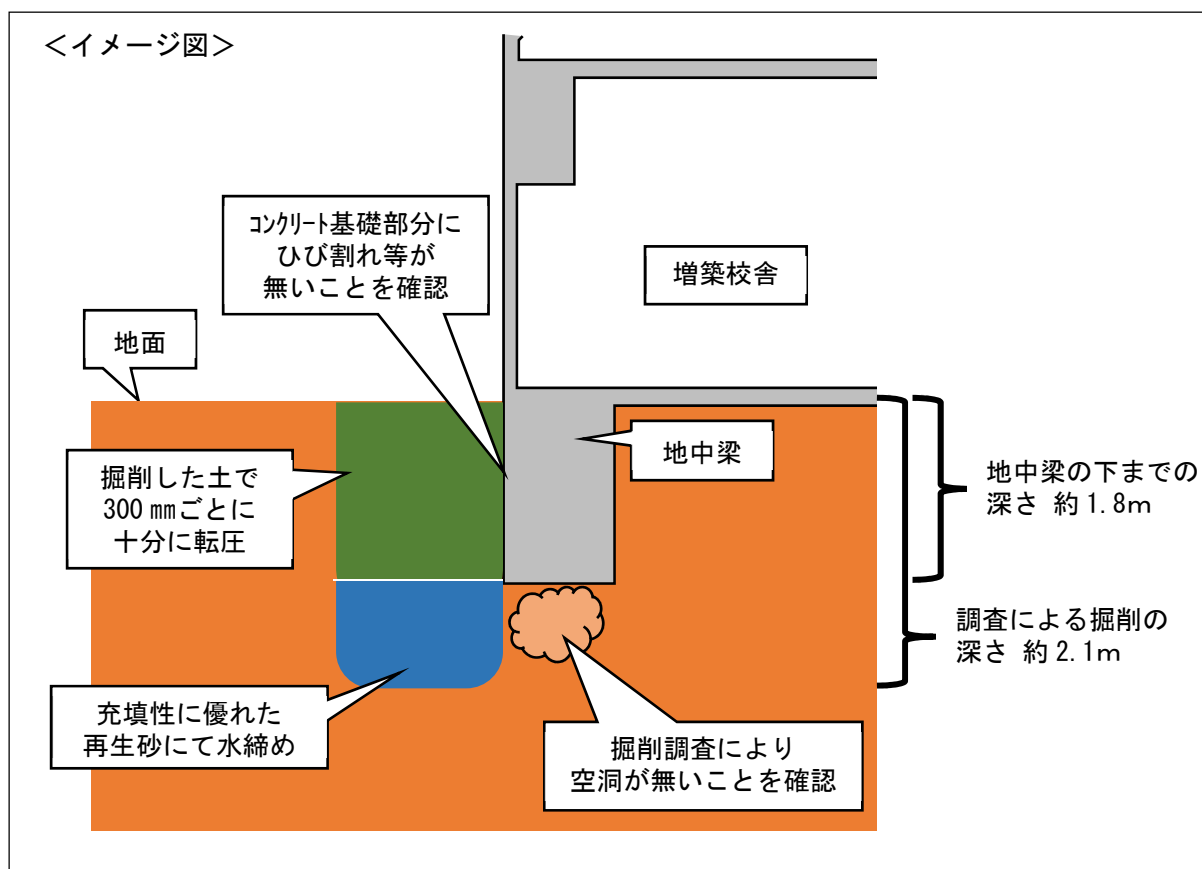 ＜イメージ図＞
ｺﾝｸﾘｰﾄ基礎部分に
ひび割れ等が
無いことを確認
増築校舎
地面
地中梁
掘削した土で
300 ㎜ごとに
十分に転圧
地中梁の下までの
深さ 約 1.8ｍ
調査による掘削の
深さ 約 2.1ｍ
充填性に優れた
再生砂にて水締め
掘削調査により
空洞が無いことを確認